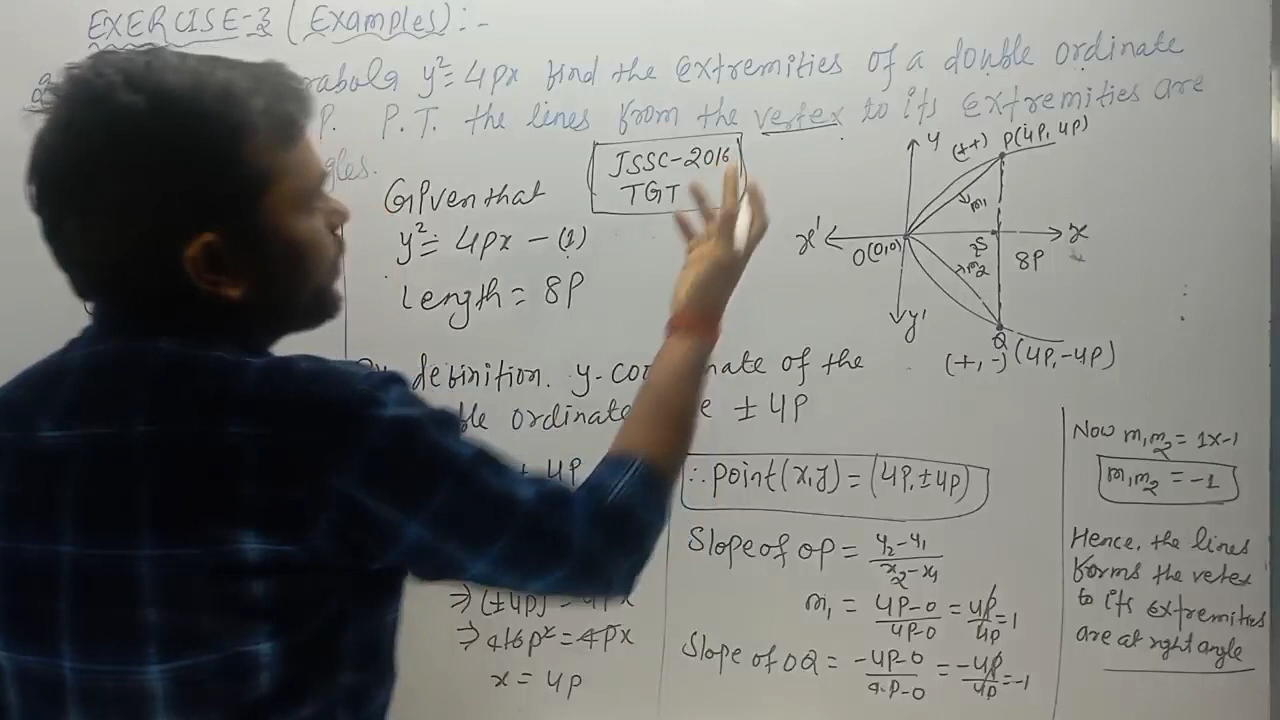 EXERCISE-3 (Examples):-
rabola y²=4px find the extremities of a double ordinate
P. P.T. the lines from the vertex to its extremities are
gles.
JSSC-2016
TGT
Given that
y² = 4px - (1)
Length = 8P
definition. y-coordinate of the
ble ordinate e ± 4P
± 4P
⇒ 16p² = 4px
x = 4p
y
(++) P(4P, 4P)
m₁
x' O(0,0) S x
m₂ 8P
y' Q
(+,-) (4P,-4P)
∴ point(x,y) = (4P,±4P)
Slope of OP = y₂-y₁/x₂-x₁
m₁ = 4P-0/4P-0 = 4P/4P = 1
Slope of OQ = -4P-0/4P-0 = -4P/4P = -1
Now m₁m₂ = 1x-1
m₁m₂ = -1
Hence, the lines
forms the vetex
to its extremities
are at right angle